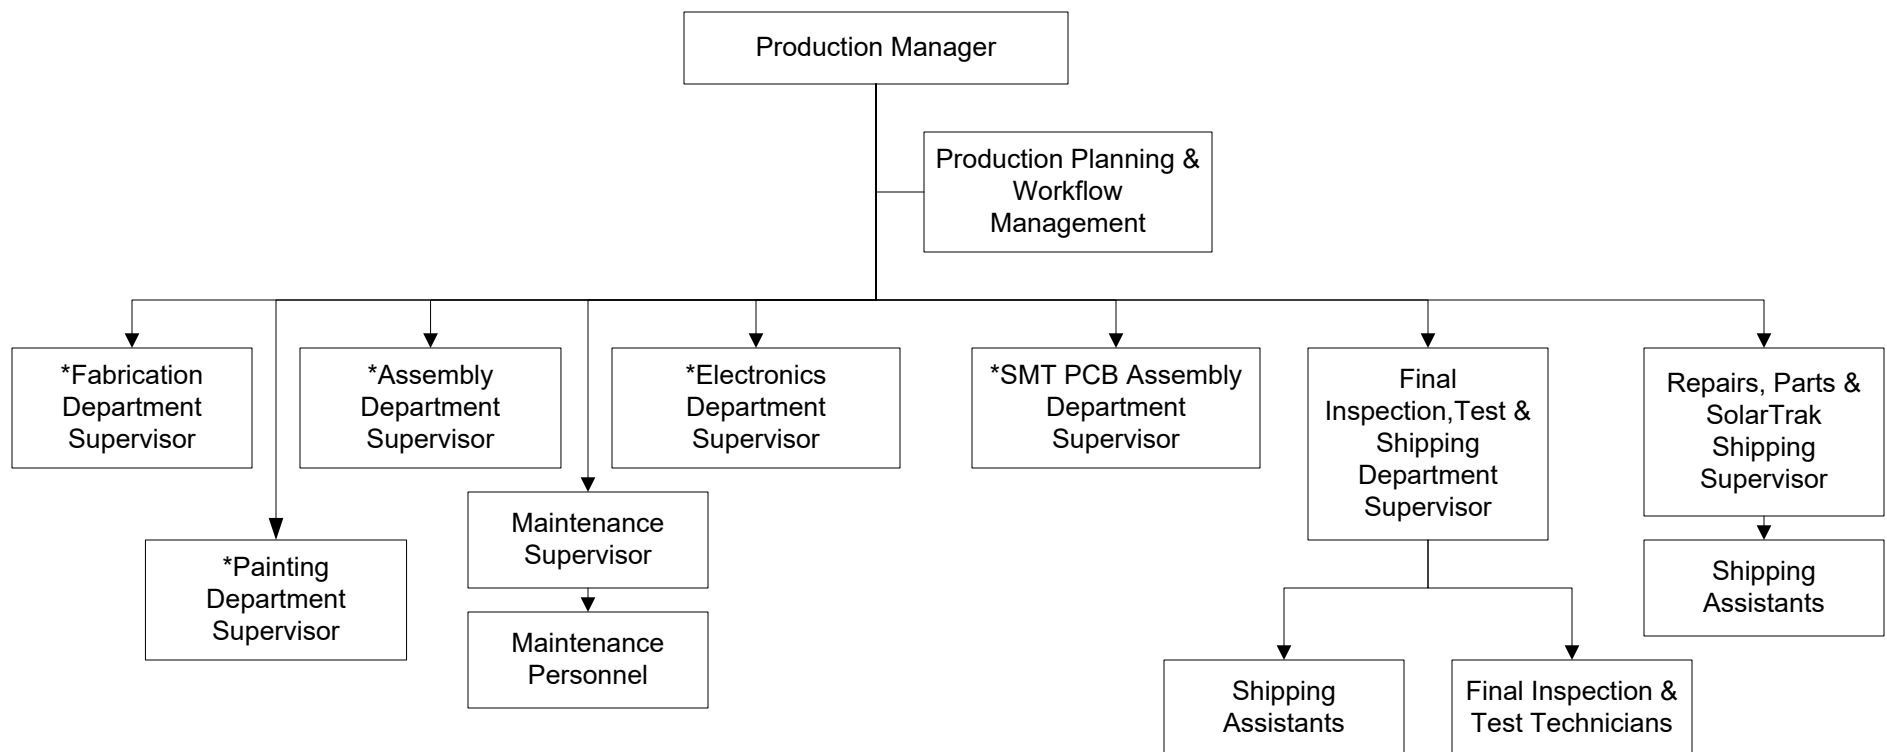 Production Manager
Production Planning &
Workflow
Management
*Fabrication
Department
Supervisor
*Assembly
Department
Supervisor
*Electronics
Department
Supervisor
*SMT PCB Assembly
Department
Supervisor
Final
Inspection,Test &
Shipping
Department
Supervisor
Repairs, Parts &
SolarTrak
Shipping
Supervisor
*Painting
Department
Supervisor
Maintenance
Supervisor
Maintenance
Personnel
Shipping
Assistants
Shipping
Assistants
Final Inspection &
Test Technicians